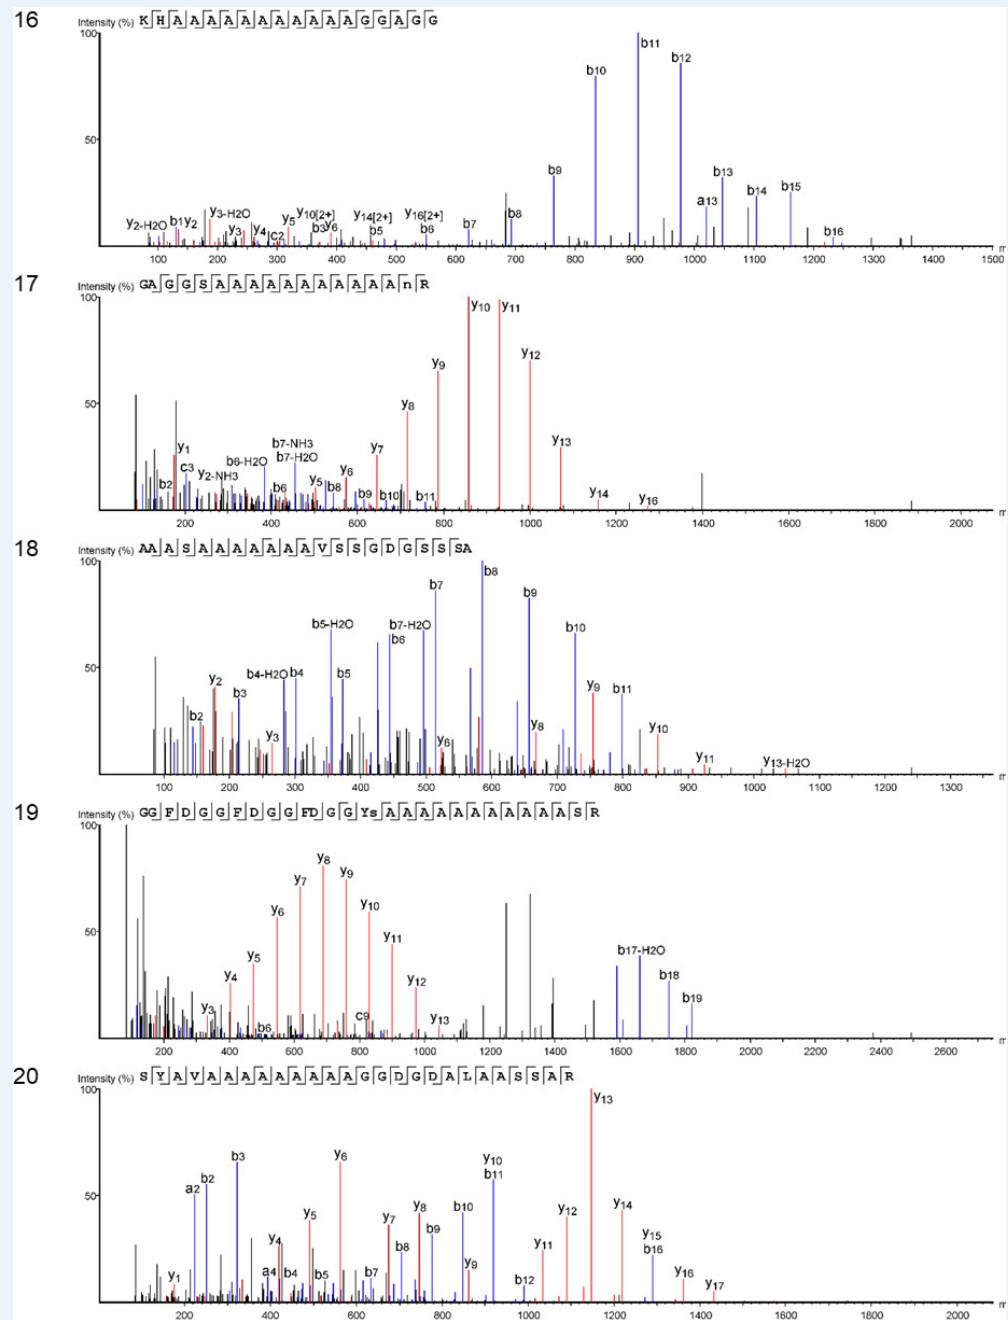 16
Intensity (%) K H A A A A A A A A A A A G G A G G
100
50
y2-H2O b1 y2 y3-H2O y3 y4 c2 y5 y10[2+] b3 y6 y14[2+] b5 y16[2+] b6 b7 b8 b9 b10 b11 b12 a13 b13 b14 b15 b16
100 200 300 400 500 600 700 800 900 1000 1100 1200 1300 1400 1500 m
17
Intensity (%) G A G G S A A A A A A A A A A A n R
100
50
b2 y1 c3 y2-NH3 b6-H2O b6 b7-NH3 b7-H2O y5 b8 y6 b9 y7 b10 y8 b11 y9 y10 y11 y12 y13 y14 y16
200 400 600 800 1000 1200 1400 1600 1800 2000 m
18
Intensity (%) A A A S A A A A A A A V S S G D G S S S A
100
50
b2 y2 b3 y3 b4-H2O b4 b5-H2O b5 b6 b7-H2O b7 y6 b8 b9 y8 b10 y9 b11 y10 y11 y13-H2O
100 200 300 400 500 600 700 800 900 1000 1100 1200 1300 m
19
Intensity (%) G G F D G G F D G G F D G G Y s A A A A A A A A A A A S R
100
50
y3 y4 y5 b6 y6 y7 y8 y9 c9 y10 y11 y12 y13 b17-H2O b18 b19
200 400 600 800 1000 1200 1400 1600 1800 2000 2200 2400 2600 m
20
Intensity (%) S Y A V A A A A A A A A G G D G D A L A A S S A R
100
50
y1 a2 b2 b3 a4 y4 b4 y5 b5 y6 b7 y7 b8 y8 b9 b10 y9 y10 b11 b12 y11 y12 y13 y14 y15 b16 y16 y17
200 400 600 800 1000 1200 1400 1600 1800 2000 m